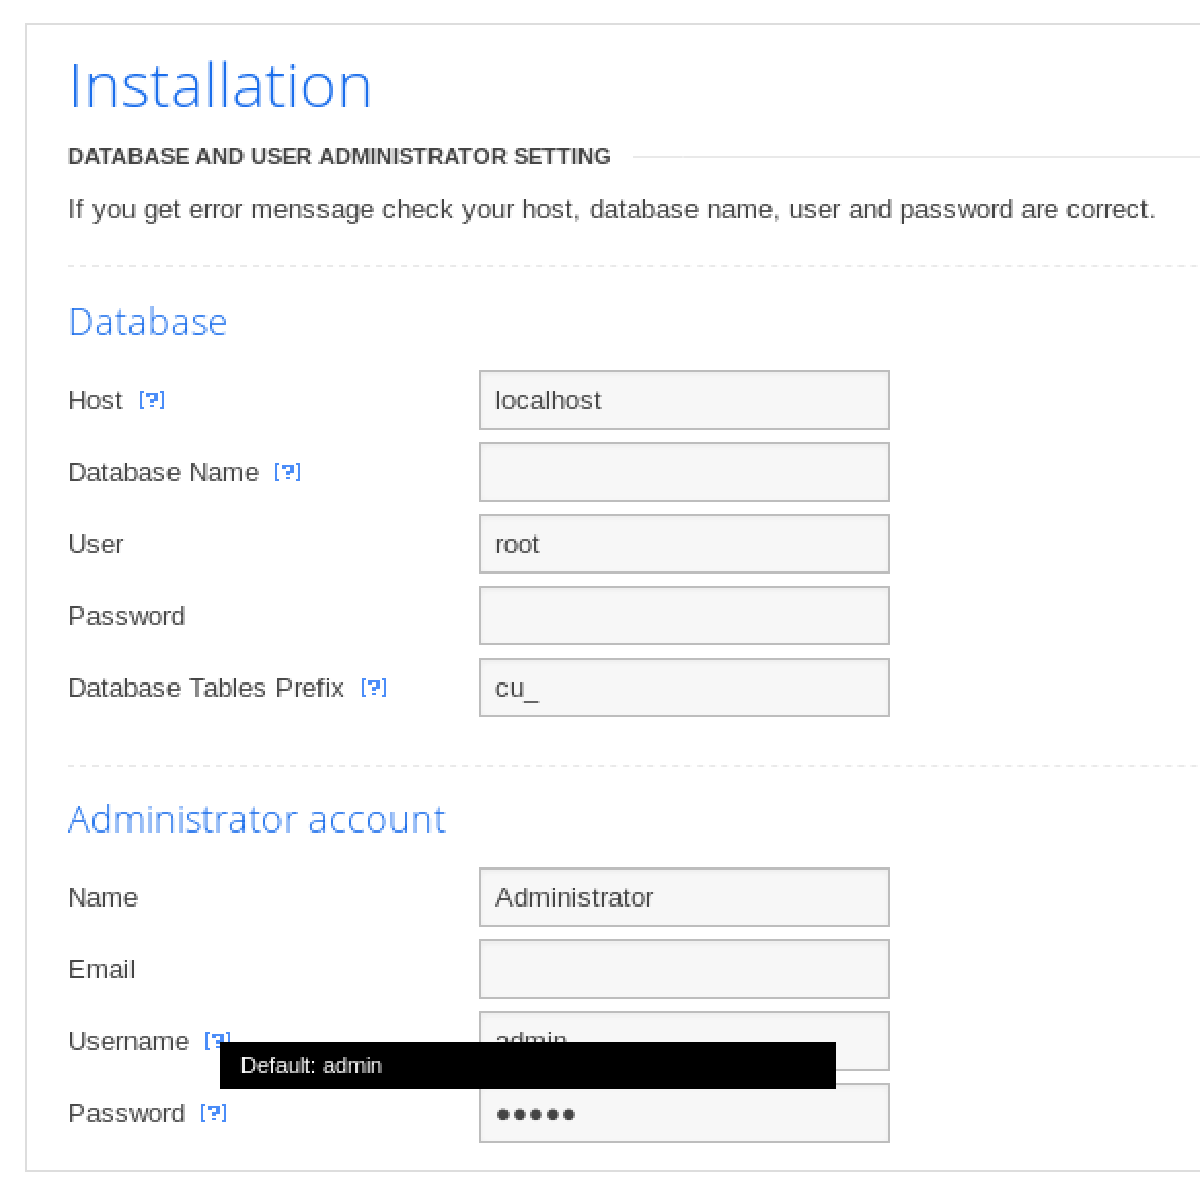 Installation
DATABASE AND USER ADMINISTRATOR SETTING
If you get error menssage check your host, database name, user and password are correct.
Database
Host [?] localhost
Database Name [?]
User root
Password
Database Tables Prefix [?] cu_
Administrator account
Name Administrator
Email
Username [?] admin
Default: admin
Password [?] ●●●●●